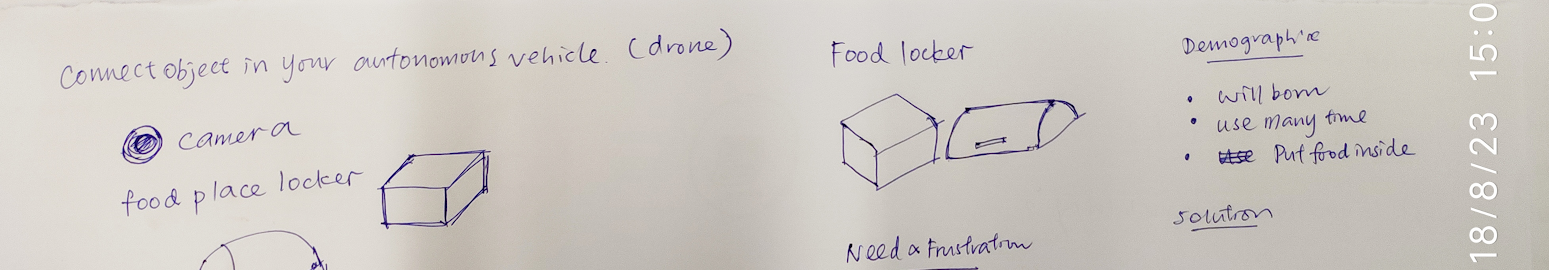 Connect object in your autonomous vehicle. (drone)
camera
food place locker
Food locker
Need & Frustration
Demographic
• will born
• use many time
• Put food inside
solution
18/8/23 15:0